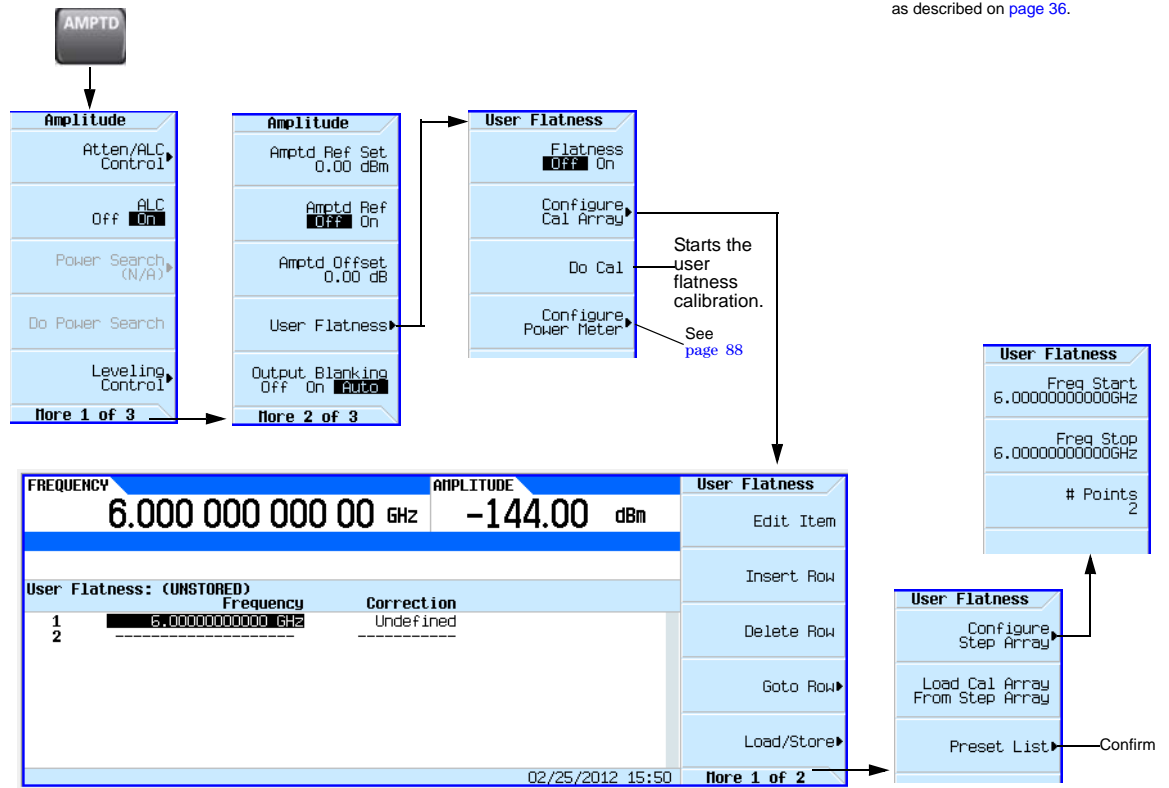 as described on page 36.
AMPTD
Amplitude
Atten/ALC
Control
ALC
Off On
Power Search
(N/A)
Do Power Search
Leveling
Control
More 1 of 3
Amplitude
Amptd Ref Set
0.00 dBm
Amptd Ref
Off On
Amptd Offset
0.00 dB
User Flatness
Output Blanking
Off On Auto
More 2 of 3
User Flatness
Flatness
Off On
Configure
Cal Array
Do Cal
Configure
Power Meter
Starts the
user
flatness
calibration.
See
page 88
FREQUENCY
6.000 000 000 00 GHz
AMPLITUDE
-144.00 dBm
User Flatness: (UNSTORED)
Frequency Correction
1 6.00000000000 GHz Undefined
2 -------------------- -----------
02/25/2012 15:50
User Flatness
Edit Item
Insert Row
Delete Row
Goto Row
Load/Store
More 1 of 2
User Flatness
Configure
Step Array
Load Cal Array
From Step Array
Preset List
Confirm
User Flatness
Freq Start
6.00000000000GHz
Freq Stop
6.00000000000GHz
# Points
2